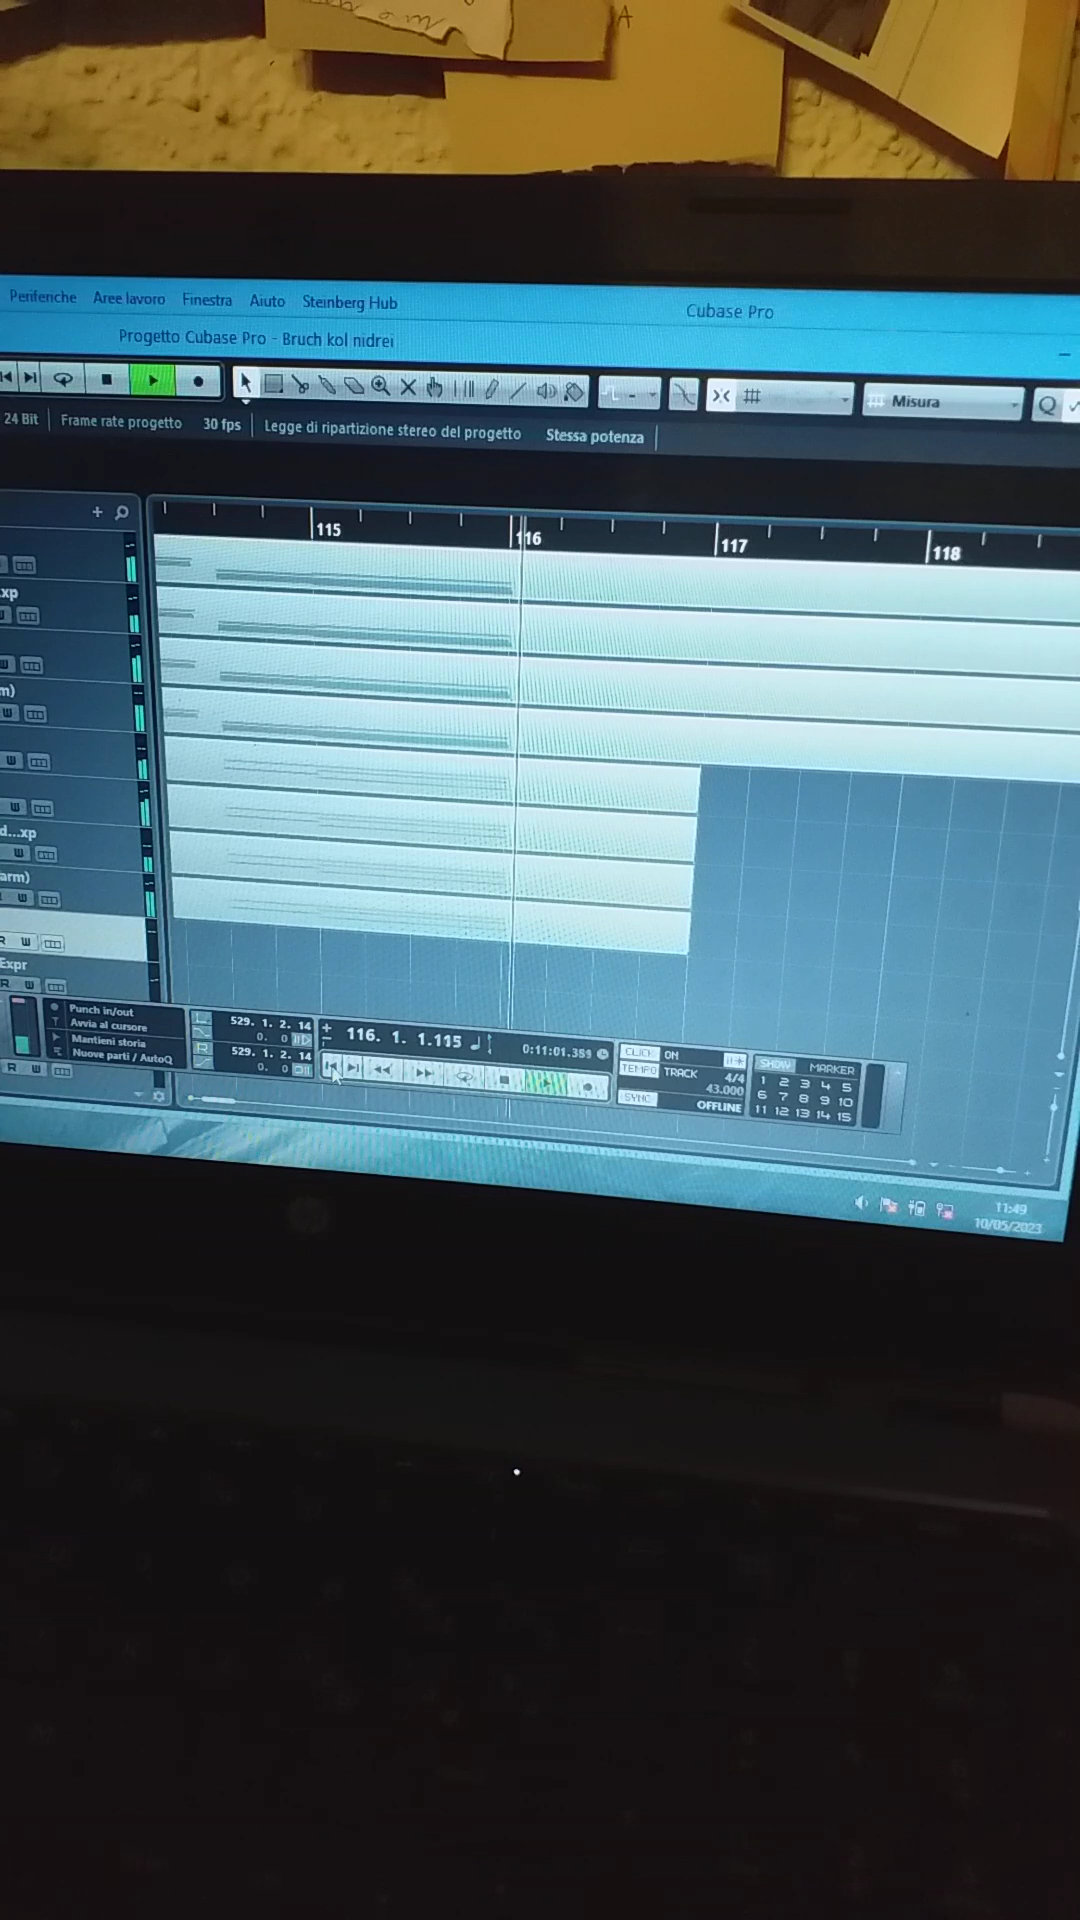 A
Periferiche Aree lavoro Finestra Aiuto Steinberg Hub
Cubase Pro
Progetto Cubase Pro - Bruch kol nidrei
Misura
Q
24 Bit Frame rate progetto 30 fps Legge di ripartizione stereo del progetto Stessa potenza
115 116 117 118
xp
W
W
m)
W
W
W
d...xp
W
arm)
W
R W
Expr
R W
Punch in/out
Avvia al cursore
Mantieni storia
Nuove parti / AutoQ
R W
L 529. 1. 2. 14
0. 0
R 529. 1. 2. 14
0. 0
116. 1. 1.115
0:11:01.359
CLICK ON
TEMPO TRACK 4/4
43.000
SYNC OFFLINE
SHOW MARKER
1 2 3 4 5
6 7 8 9 10
11 12 13 14 15
11:49
10/05/2023